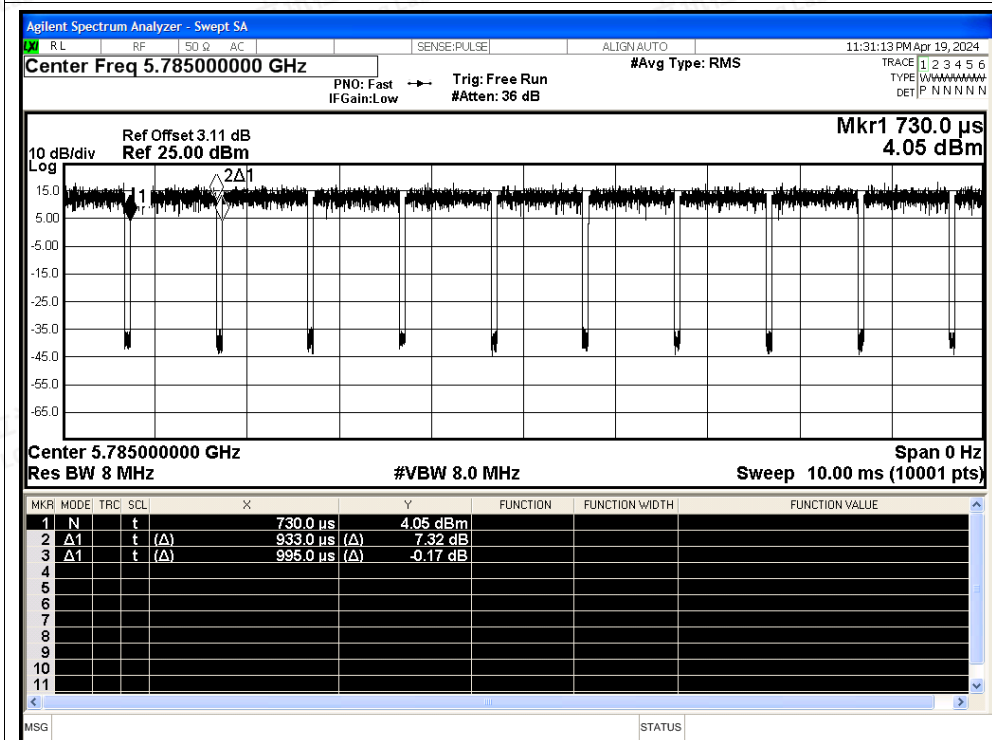 Agilent Spectrum Analyzer - Swept SA
LXI RL RF 50 Ω AC SENSE:PULSE ALIGN AUTO 11:31:13 PM Apr 19, 2024
Center Freq 5.785000000 GHz #Avg Type: RMS TRACE 1 2 3 4 5 6
PNO: Fast Trig: Free Run TYPE W
IFGain:Low #Atten: 36 dB DET P N N N N N
Mkr1 730.0 µs
Ref Offset 3.11 dB
10 dB/div Ref 25.00 dBm 4.05 dBm
Log
2Δ1
15.0
1
5.00
-5.00
-15.0
-25.0
-35.0
-45.0
-55.0
-65.0
Center 5.785000000 GHz Span 0 Hz
Res BW 8 MHz #VBW 8.0 MHz Sweep 10.00 ms (10001 pts)
MKR MODE TRC SCL X Y FUNCTION FUNCTION WIDTH FUNCTION VALUE
1 N t 730.0 µs 4.05 dBm
2 Δ1 t (Δ) 933.0 µs (Δ) 7.32 dB
3 Δ1 t (Δ) 995.0 µs (Δ) -0.17 dB
4
5
6
7
8
9
10
11
MSG STATUS